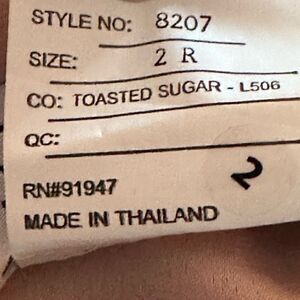 STYLE NO: 8207
SIZE: 2 R
CO: TOASTED SUGAR - L506
QC:
RN#91947
2
MADE IN THAILAND